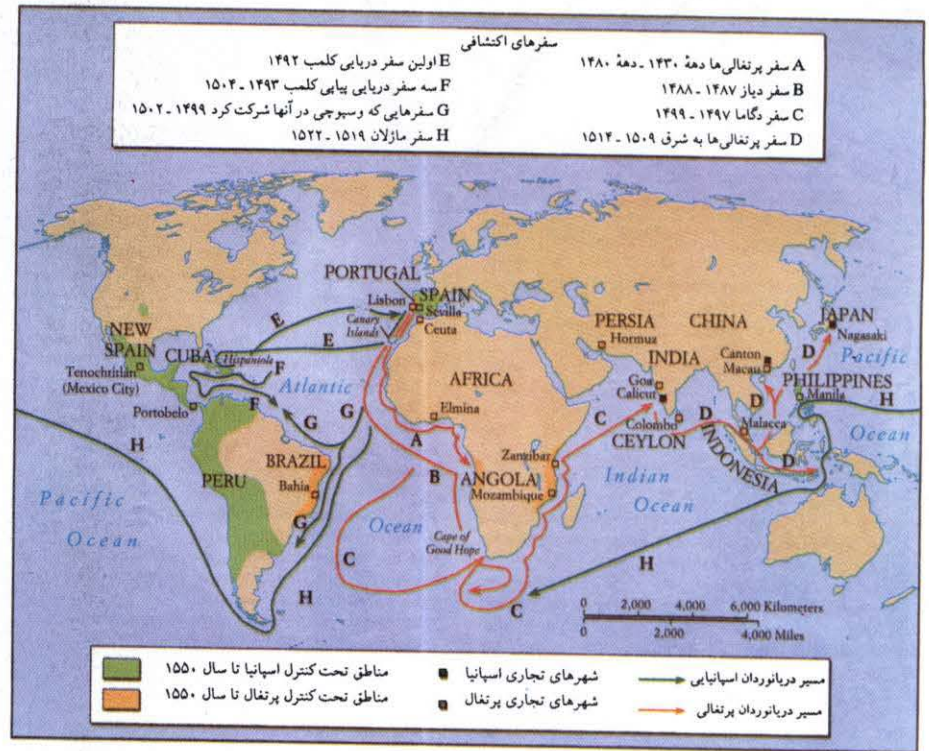 سفرهای اکتشافی
A سفر پرتغالی‌ها دههٔ ۱۴۳۰ ـ دههٔ ۱۴۸۰
B سفر دیاز ۱۴۸۷ ـ ۱۴۸۸
C سفر دگاما ۱۴۹۷ ـ ۱۴۹۹
D سفر پرتغالی‌ها به شرق ۱۵۰۹ ـ ۱۵۱۴
E اولین سفر دریایی کلمب ۱۴۹۲
F سه سفر دریایی پیاپی کلمب ۱۴۹۳ ـ ۱۵۰۴
G سفرهایی که وسپوچی در آنها شرکت کرد ۱۴۹۹ ـ ۱۵۰۲
H سفر ماژلان ۱۵۱۹ ـ ۱۵۲۲
PORTUGAL
Lisbon
SPAIN
Sevilla
Ceuta
Canary
Islands
E
E
NEW
SPAIN
CUBA
Hispaniola
F
F
Tenochtitlán
(Mexico City)
Portobelo
Atlantic
Ocean
G
G
G
H
H
PERU
BRAZIL
Bahia
Pacific
Ocean
AFRICA
Elmina
A
B
C
C
C
ANGOLA
Zanzibar
Mozambique
Cape of
Good Hope
PERSIA
Hormuz
INDIA
Goa
Calicut
Colombo
CEYLON
CHINA
Canton
Macau
JAPAN
Nagasaki
Pacific
Ocean
PHILIPPINES
Manila
Malacca
INDONESIA
D
D
D
D
H
H
Indian
Ocean
0 2,000 4,000 6,000 Kilometers
0 2,000 4,000 Miles
مسیر دریانوردان اسپانیایی
مسیر دریانوردان پرتغالی
شهرهای تجاری اسپانیا
شهرهای تجاری پرتغال
مناطق تحت کنترل اسپانیا تا سال ۱۵۵۰
مناطق تحت کنترل پرتغال تا سال ۱۵۵۰